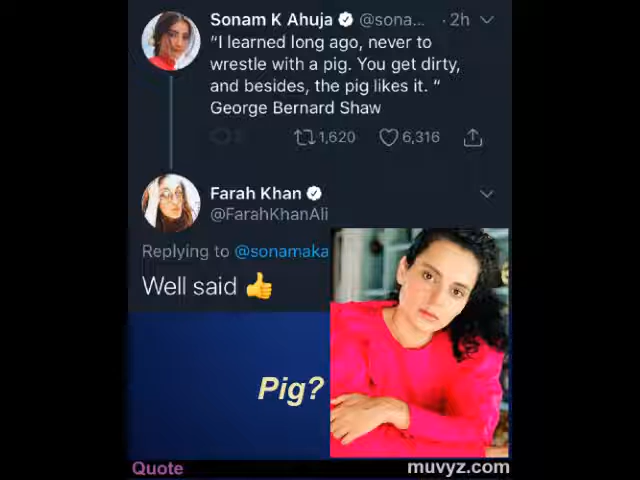 Sonam K Ahuja @sona... · 2h
“I learned long ago, never to
wrestle with a pig. You get dirty,
and besides, the pig likes it. “
George Bernard Shaw
1,620 6,316
Farah Khan
@FarahKhanAli
Replying to @sonamaka
Well said 👍
Pig?
Quote
muvyz.com